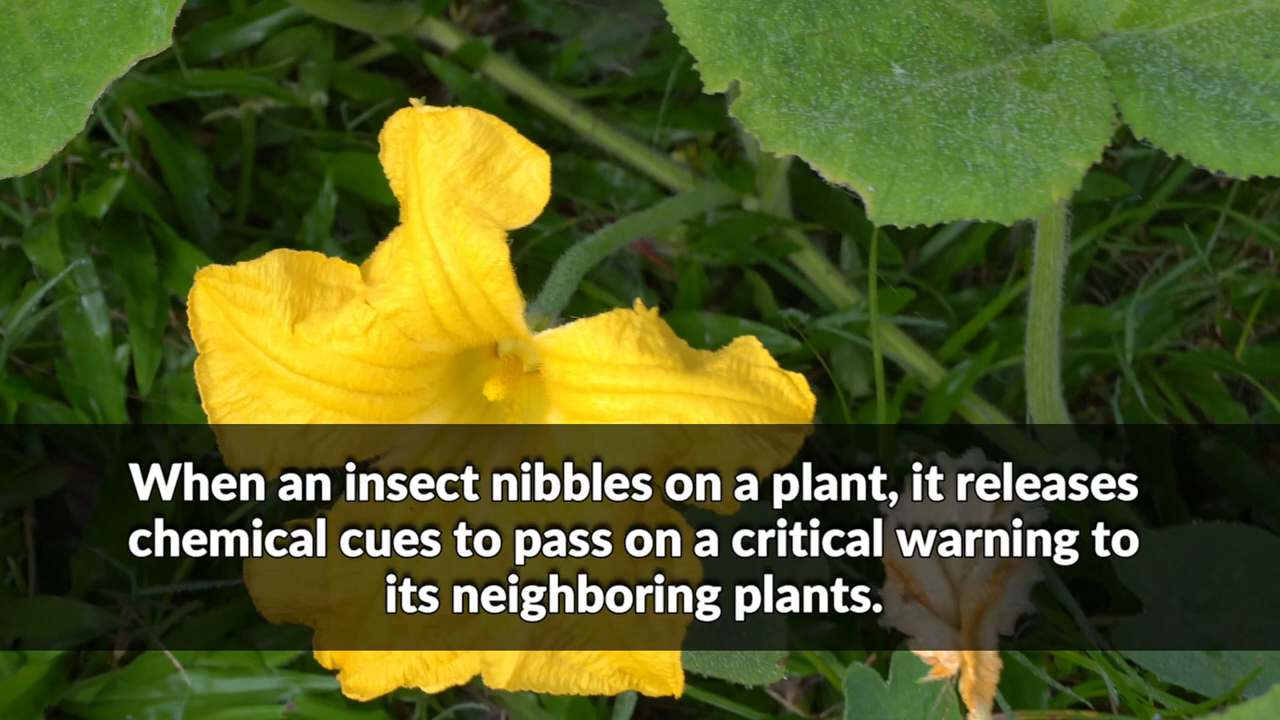 When an insect nibbles on a plant, it releases
chemical cues to pass on a critical warning to
its neighboring plants.